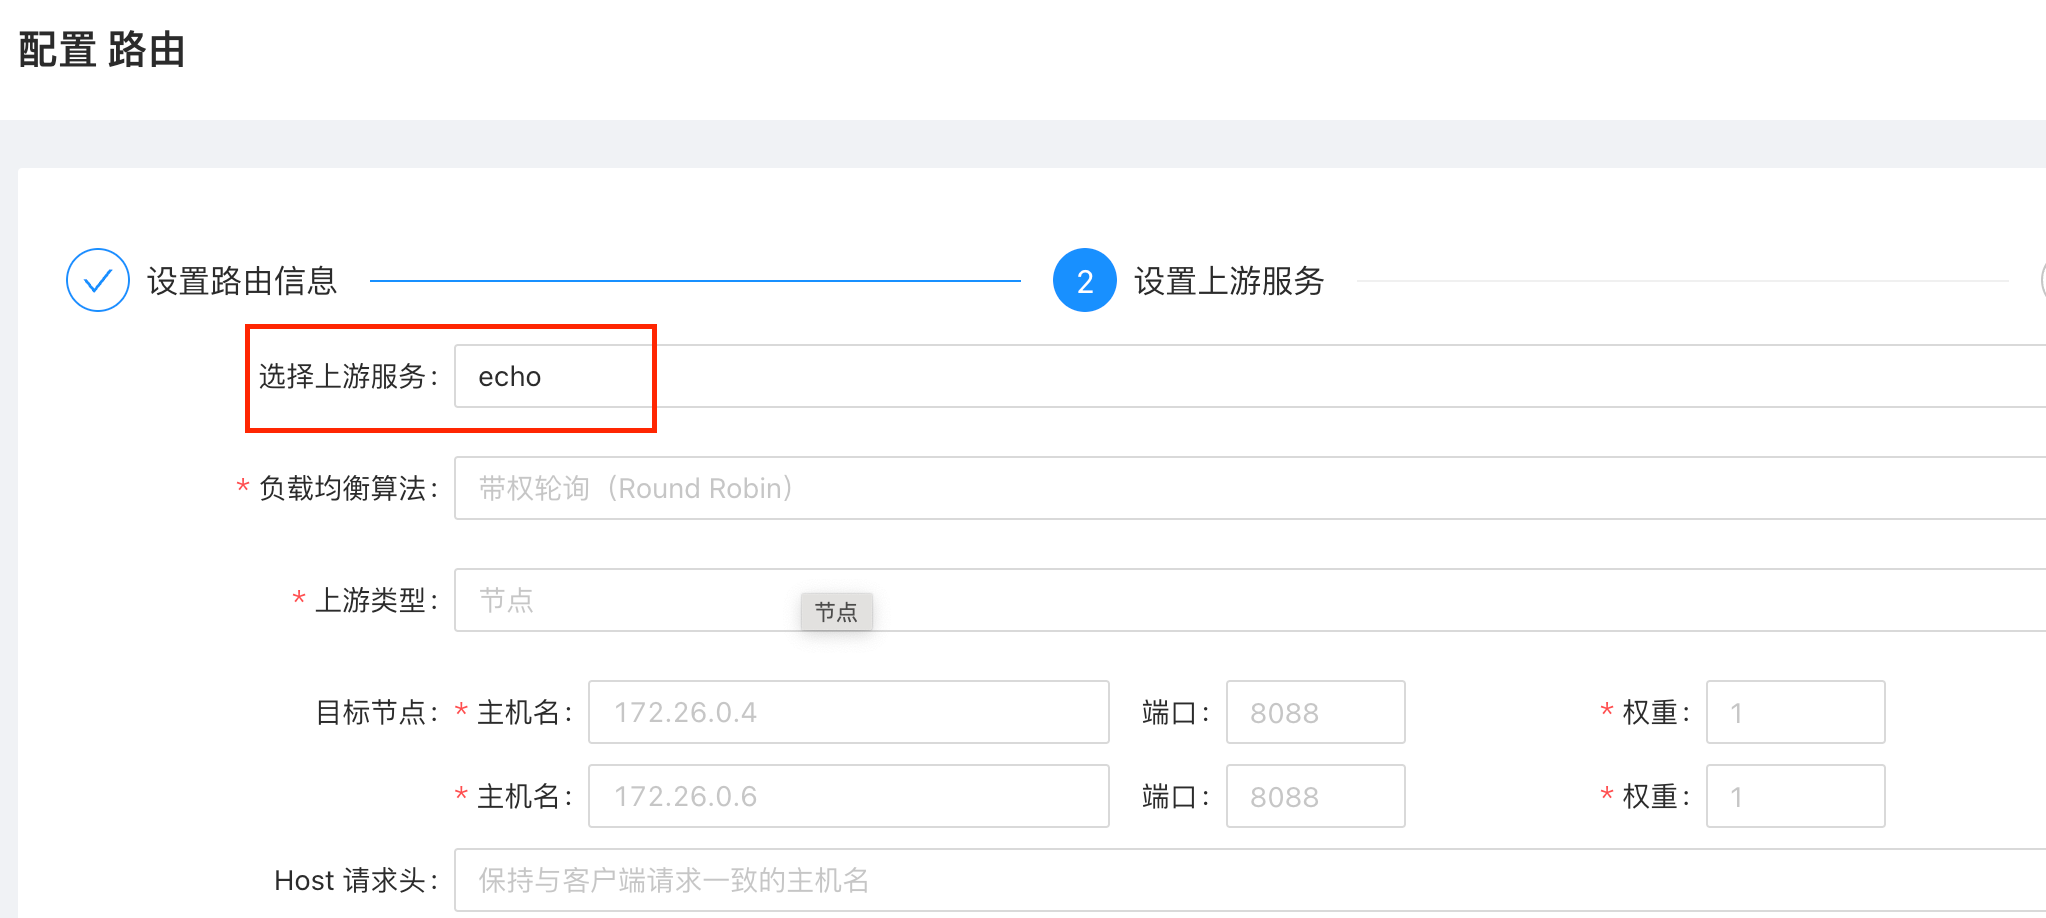 配置 路由
设置路由信息 2 设置上游服务
选择上游服务: echo
* 负载均衡算法: 带权轮询（Round Robin）
* 上游类型: 节点 节点
目标节点: * 主机名: 172.26.0.4 端口: 8088 * 权重: 1
* 主机名: 172.26.0.6 端口: 8088 * 权重: 1
Host 请求头: 保持与客户端请求一致的主机名